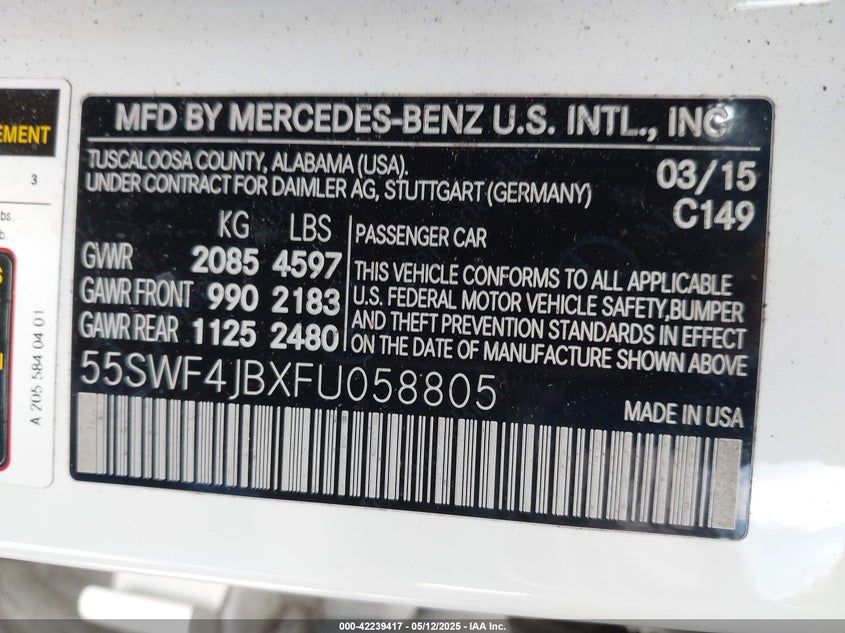 EMENT
3
bs.
b.
S
A 205 584 04 01
MFD BY MERCEDES-BENZ U.S. INTL., INC
TUSCALOOSA COUNTY, ALABAMA (USA).
UNDER CONTRACT FOR DAIMLER AG, STUTTGART (GERMANY)
03/15
C149
KG LBS
GVWR 2085 4597
GAWR FRONT 990 2183
GAWR REAR 1125 2480
PASSENGER CAR
THIS VEHICLE CONFORMS TO ALL APPLICABLE
U.S. FEDERAL MOTOR VEHICLE SAFETY,BUMPER
AND THEFT PREVENTION STANDARDS IN EFFECT
ON THE DATE OF MANUFACTURE SHOWN ABOVE
55SWF4JBXFU058805
MADE IN USA
000-42239417 - 05/12/2025 - IAA Inc.